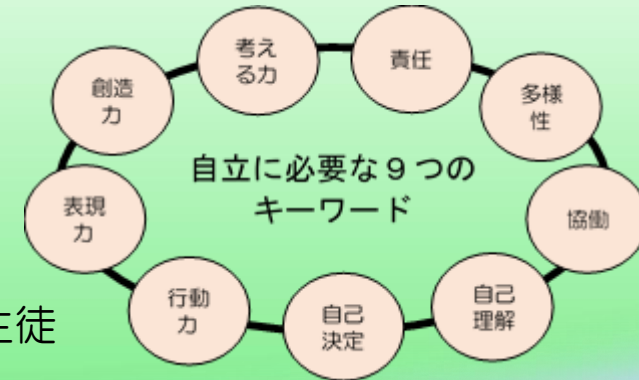 考え
る力
責任
創造
力
多様
性
自立に必要な９つの
キーワード
表現
力
協働
行動
力
自己
決定
自己
理解
生徒